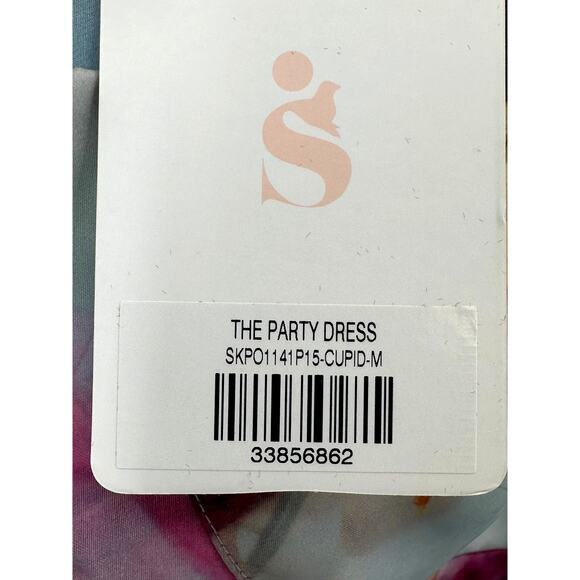 S
THE PARTY DRESS
SKPO1141P15-CUPID-M
33856862